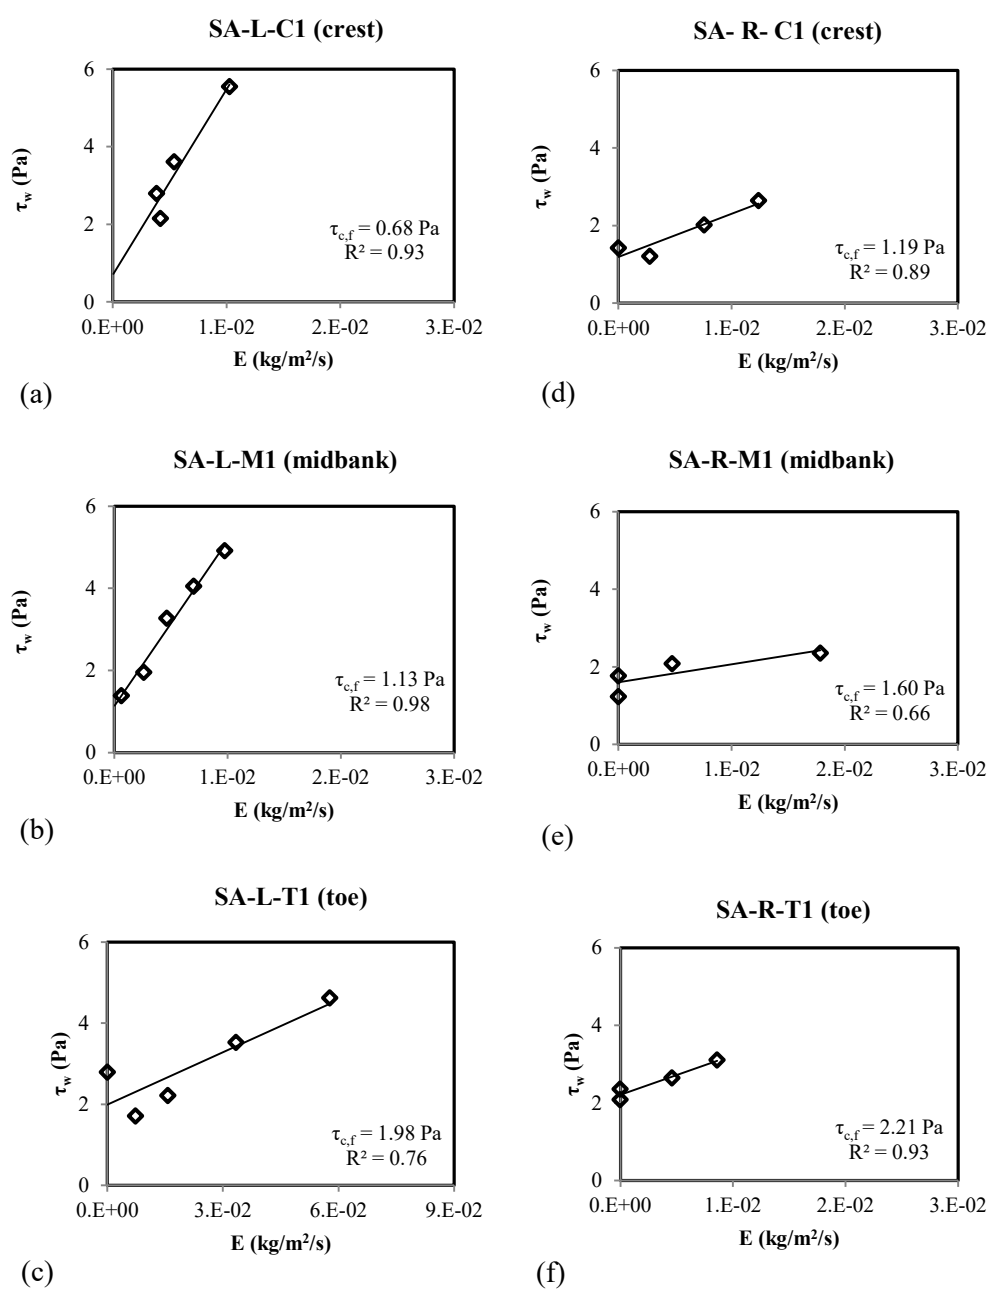 SA-L-C1 (crest)
6
4
2
0
τw (Pa)
τc,f = 0.68 Pa
R² = 0.93
0.E+00 1.E-02 2.E-02 3.E-02
E (kg/m²/s)
(a)
SA-L-M1 (midbank)
6
4
2
0
τw (Pa)
τc,f = 1.13 Pa
R² = 0.98
0.E+00 1.E-02 2.E-02 3.E-02
E (kg/m²/s)
(b)
SA-L-T1 (toe)
6
4
2
0
τw (Pa)
τc,f = 1.98 Pa
R² = 0.76
0.E+00 3.E-02 6.E-02 9.E-02
E (kg/m²/s)
(c)
SA- R- C1 (crest)
6
4
2
0
τw (Pa)
τc,f = 1.19 Pa
R² = 0.89
0.E+00 1.E-02 2.E-02 3.E-02
E (kg/m²/s)
(d)
SA-R-M1 (midbank)
6
4
2
0
τw (Pa)
τc,f = 1.60 Pa
R² = 0.66
0.E+00 1.E-02 2.E-02 3.E-02
E (kg/m²/s)
(e)
SA-R-T1 (toe)
6
4
2
0
τw (Pa)
τc,f = 2.21 Pa
R² = 0.93
0.E+00 1.E-02 2.E-02 3.E-02
E (kg/m²/s)
(f)